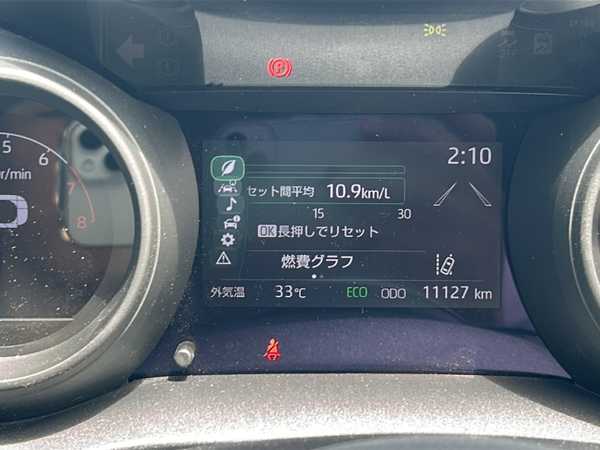 2:10
セット間平均 10.9km/L
15 30
OK長押しでリセット
燃費グラフ
外気温 33℃ ECO ODO 11127 km
5
6
7
8
r/min